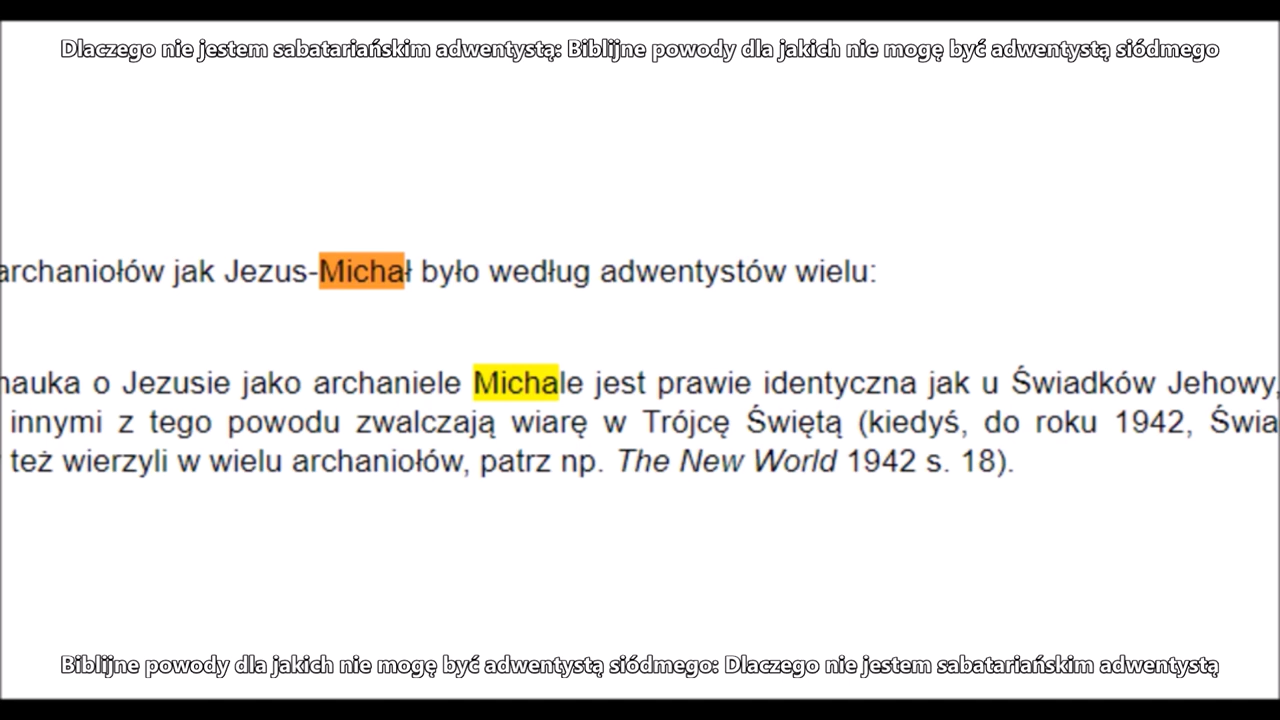 Dlaczego nie jestem sabatariańskim adwentystą: Biblijne powody dla jakich nie mogę być adwentystą siódmego
archaniołów jak Jezus-Michał było według adwentystów wielu:
nauka o Jezusie jako archaniele Michale jest prawie identyczna jak u Świadków Jehowy,
innymi z tego powodu zwalczają wiarę w Trójcę Świętą (kiedyś, do roku 1942, Świa
też wierzyli w wielu archaniołów, patrz np. The New World 1942 s. 18).
Biblijne powody dla jakich nie mogę być adwentystą siódmego: Dlaczego nie jestem sabatariańskim adwentystą